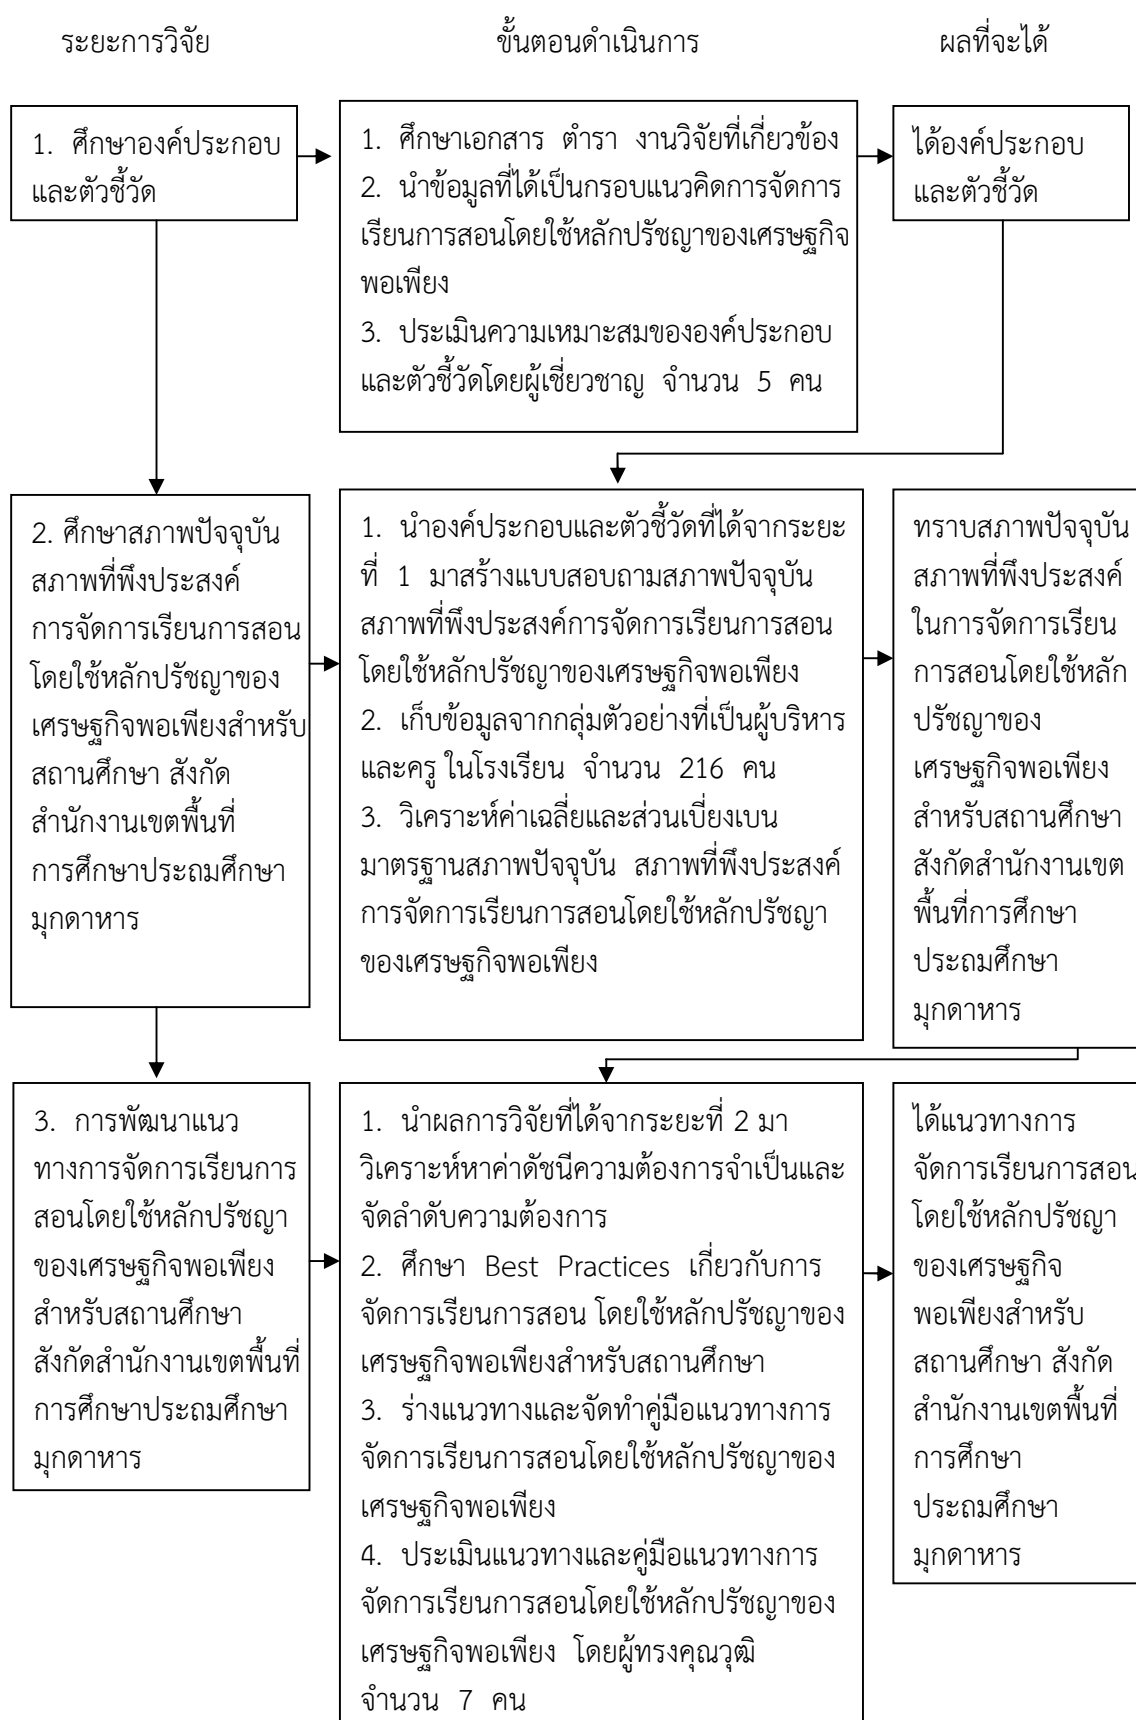 ระยะการวิจัย
ขั้นตอนดำเนินการ
ผลที่จะได้
1. ศึกษาองค์ประกอบ
และตัวชี้วัด
1. ศึกษาเอกสาร ตำรา งานวิจัยที่เกี่ยวข้อง
2. นำข้อมูลที่ได้เป็นกรอบแนวคิดการจัดการ
เรียนการสอนโดยใช้หลักปรัชญาของเศรษฐกิจ
พอเพียง
3. ประเมินความเหมาะสมขององค์ประกอบ
และตัวชี้วัดโดยผู้เชี่ยวชาญ จำนวน 5 คน
ได้องค์ประกอบ
และตัวชี้วัด
2. ศึกษาสภาพปัจจุบัน
สภาพที่พึงประสงค์
การจัดการเรียนการสอน
โดยใช้หลักปรัชญาของ
เศรษฐกิจพอเพียงสำหรับ
สถานศึกษา สังกัด
สำนักงานเขตพื้นที่
การศึกษาประถมศึกษา
มุกดาหาร
1. นำองค์ประกอบและตัวชี้วัดที่ได้จากระยะ
ที่ 1 มาสร้างแบบสอบถามสภาพปัจจุบัน
สภาพที่พึงประสงค์การจัดการเรียนการสอน
โดยใช้หลักปรัชญาของเศรษฐกิจพอเพียง
2. เก็บข้อมูลจากกลุ่มตัวอย่างที่เป็นผู้บริหาร
และครู ในโรงเรียน จำนวน 216 คน
3. วิเคราะห์ค่าเฉลี่ยและส่วนเบี่ยงเบน
มาตรฐานสภาพปัจจุบัน สภาพที่พึงประสงค์
การจัดการเรียนการสอนโดยใช้หลักปรัชญา
ของเศรษฐกิจพอเพียง
ทราบสภาพปัจจุบัน
สภาพที่พึงประสงค์
ในการจัดการเรียน
การสอนโดยใช้หลัก
ปรัชญาของ
เศรษฐกิจพอเพียง
สำหรับสถานศึกษา
สังกัดสำนักงานเขต
พื้นที่การศึกษา
ประถมศึกษา
มุกดาหาร
3. การพัฒนาแนว
ทางการจัดการเรียนการ
สอนโดยใช้หลักปรัชญา
ของเศรษฐกิจพอเพียง
สำหรับสถานศึกษา
สังกัดสำนักงานเขตพื้นที่
การศึกษาประถมศึกษา
มุกดาหาร
1. นำผลการวิจัยที่ได้จากระยะที่ 2 มา
วิเคราะห์หาค่าดัชนีความต้องการจำเป็นและ
จัดลำดับความต้องการ
2. ศึกษา Best Practices เกี่ยวกับการ
จัดการเรียนการสอน โดยใช้หลักปรัชญาของ
เศรษฐกิจพอเพียงสำหรับสถานศึกษา
3. ร่างแนวทางและจัดทำคู่มือแนวทางการ
จัดการเรียนการสอนโดยใช้หลักปรัชญาของ
เศรษฐกิจพอเพียง
4. ประเมินแนวทางและคู่มือแนวทางการ
จัดการเรียนการสอนโดยใช้หลักปรัชญาของ
เศรษฐกิจพอเพียง โดยผู้ทรงคุณวุฒิ
จำนวน 7 คน
ได้แนวทางการ
จัดการเรียนการสอน
โดยใช้หลักปรัชญา
ของเศรษฐกิจ
พอเพียงสำหรับ
สถานศึกษา สังกัด
สำนักงานเขตพื้นที่
การศึกษา
ประถมศึกษา
มุกดาหาร